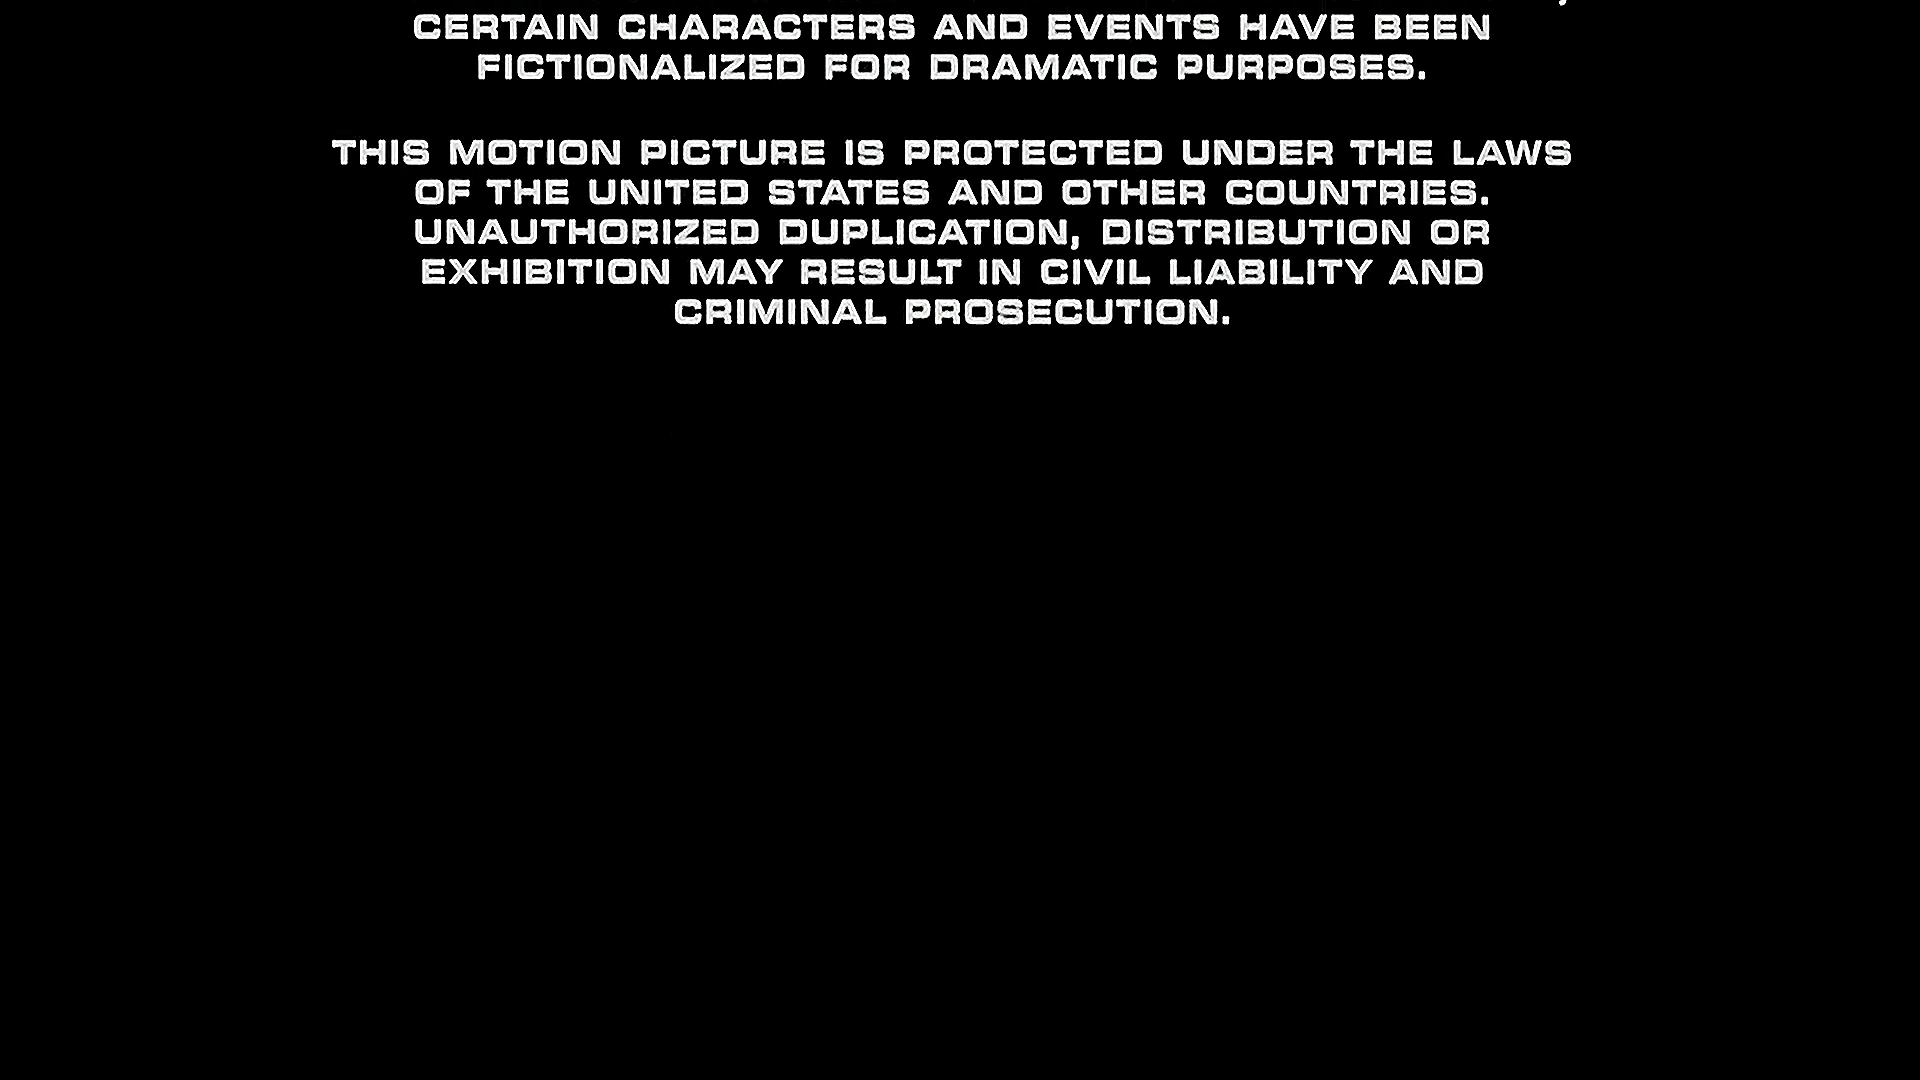 CERTAIN CHARACTERS AND EVENTS HAVE BEEN
FICTIONALIZED FOR DRAMATIC PURPOSES.
THIS MOTION PICTURE IS PROTECTED UNDER THE LAWS
OF THE UNITED STATES AND OTHER COUNTRIES.
UNAUTHORIZED DUPLICATION, DISTRIBUTION OR
EXHIBITION MAY RESULT IN CIVIL LIABILITY AND
CRIMINAL PROSECUTION.